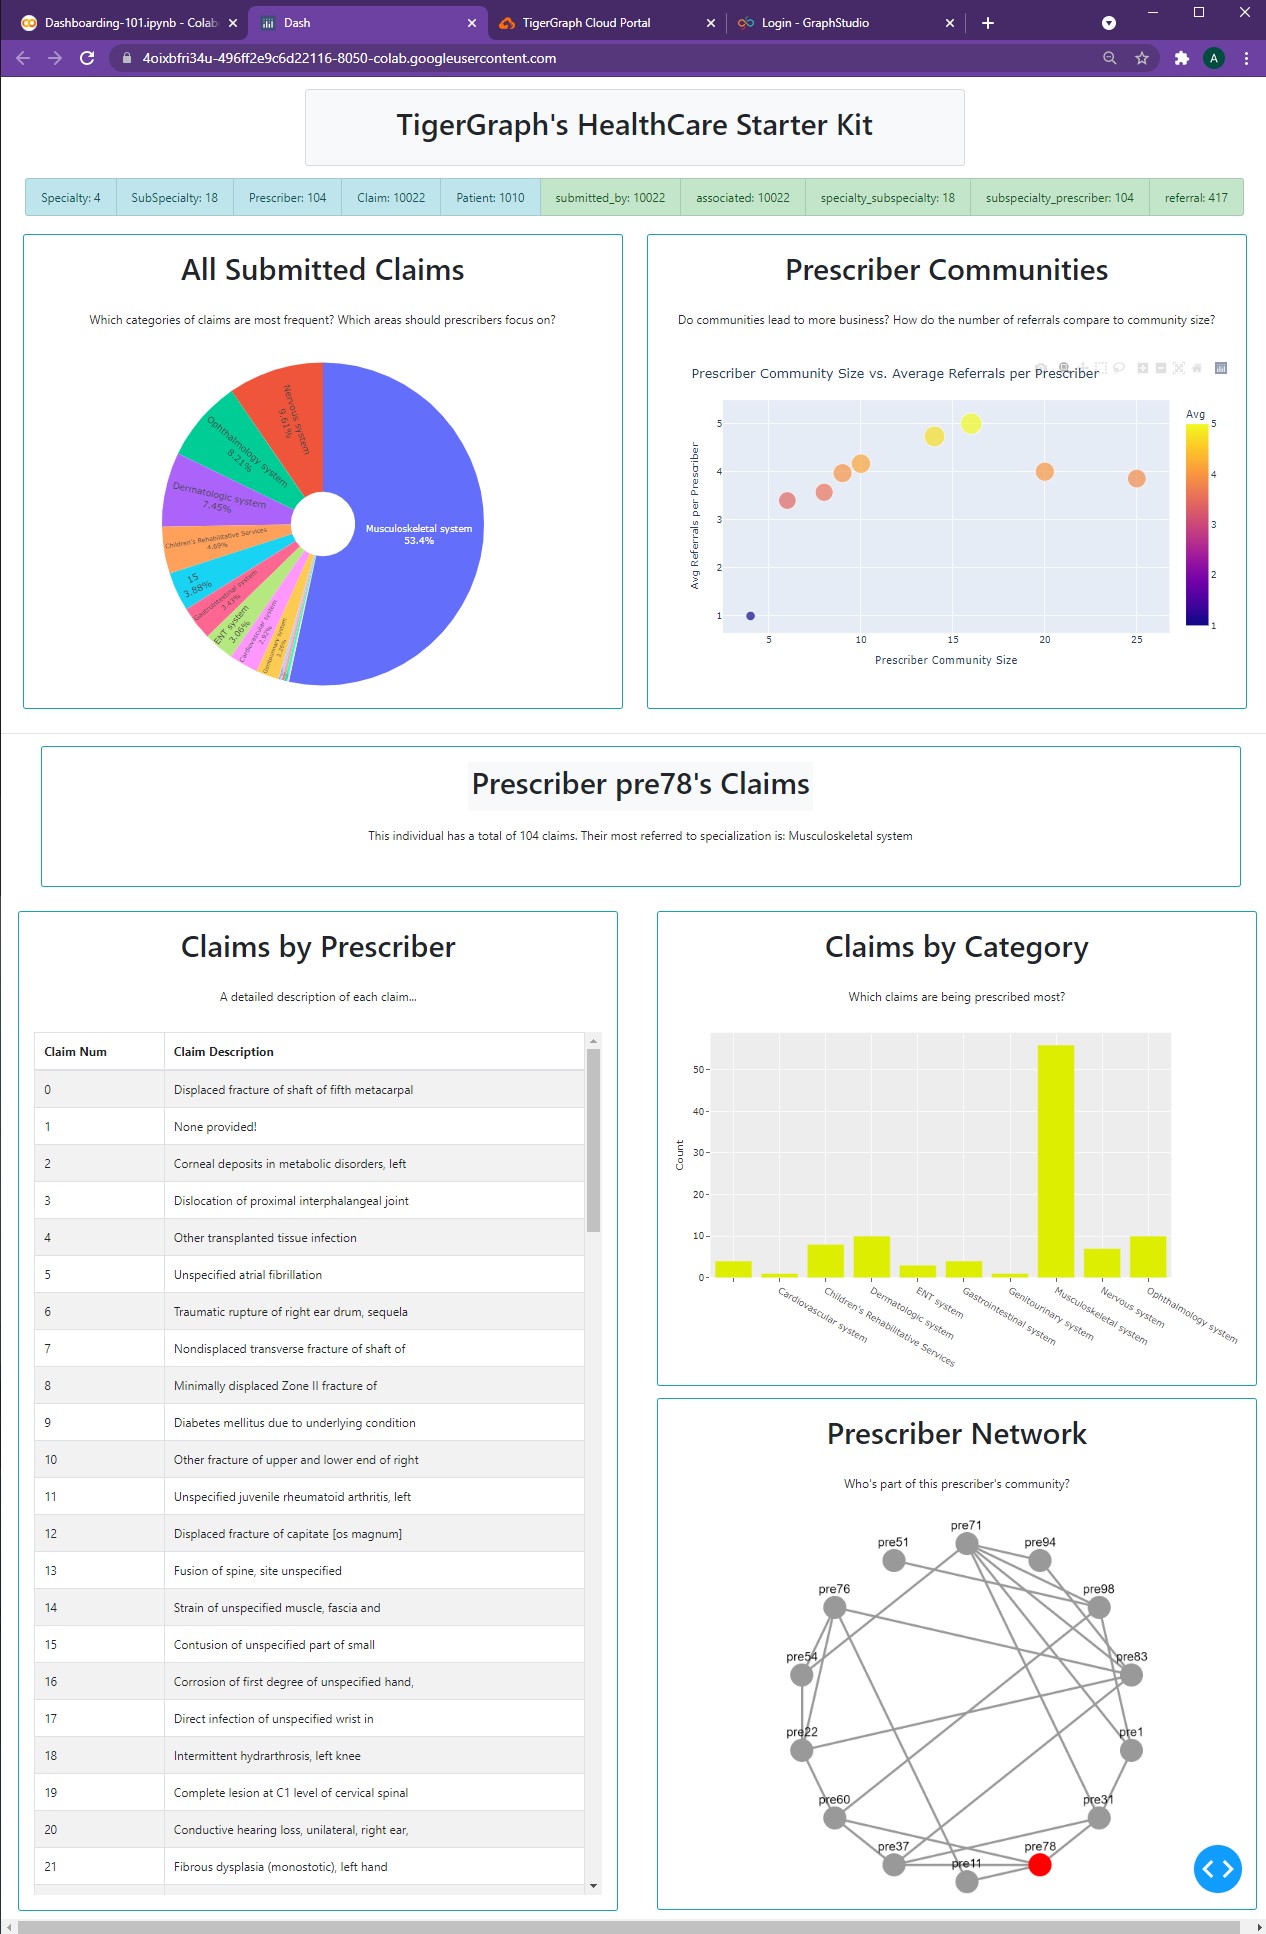 Dashboarding-101.ipynb - Colab
Dash
TigerGraph Cloud Portal
Login - GraphStudio
4oixbfri34u-496ff2e9c6d22116-8050-colab.googleusercontent.com
A
TigerGraph's HealthCare Starter Kit
Specialty: 4
SubSpecialty: 18
Prescriber: 104
Claim: 10022
Patient: 1010
submitted_by: 10022
associated: 10022
specialty_subspecialty: 18
subspecialty_prescriber: 104
referral: 417
All Submitted Claims
Which categories of claims are most frequent? Which areas should prescribers focus on?
Musculoskeletal system
53.4%
Nervous system
9.61%
Ophthalmology system
8.21%
Dermatologic system
7.45%
Children's Rehabilitative Services
4.69%
15
3.88%
Gastrointestinal system
3.43%
ENT system
3.06%
Cardiovascular system
2.92%
Genitourinary system
Prescriber Communities
Do communities lead to more business? How do the number of referrals compare to community size?
Prescriber Community Size vs. Average Referrals per Prescriber
Avg Referrals per Prescriber
5
4
3
2
1
5
10
15
20
25
Prescriber Community Size
Avg
5
4
3
2
1
Prescriber pre78's Claims
This individual has a total of 104 claims. Their most referred to specialization is: Musculoskeletal system
Claims by Prescriber
A detailed description of each claim...
Claim Num Claim Description
0 Displaced fracture of shaft of fifth metacarpal
1 None provided!
2 Corneal deposits in metabolic disorders, left
3 Dislocation of proximal interphalangeal joint
4 Other transplanted tissue infection
5 Unspecified atrial fibrillation
6 Traumatic rupture of right ear drum, sequela
7 Nondisplaced transverse fracture of shaft of
8 Minimally displaced Zone II fracture of
9 Diabetes mellitus due to underlying condition
10 Other fracture of upper and lower end of right
11 Unspecified juvenile rheumatoid arthritis, left
12 Displaced fracture of capitate [os magnum]
13 Fusion of spine, site unspecified
14 Strain of unspecified muscle, fascia and
15 Contusion of unspecified part of small
16 Corrosion of first degree of unspecified hand,
17 Direct infection of unspecified wrist in
18 Intermittent hydrarthrosis, left knee
19 Complete lesion at C1 level of cervical spinal
20 Conductive hearing loss, unilateral, right ear,
21 Fibrous dysplasia (monostotic), left hand
Claims by Category
Which claims are being prescribed most?
Count
50
40
30
20
10
0
Cardiovascular system
Children's Rehabilitative Services
Dermatologic system
ENT system
Gastrointestinal system
Genitourinary system
Musculoskeletal system
Nervous system
Ophthalmology system
Prescriber Network
Who's part of this prescriber's community?
pre71
pre51
pre94
pre76
pre98
pre54
pre83
pre22
pre1
pre60
pre31
pre37
pre78
pre11